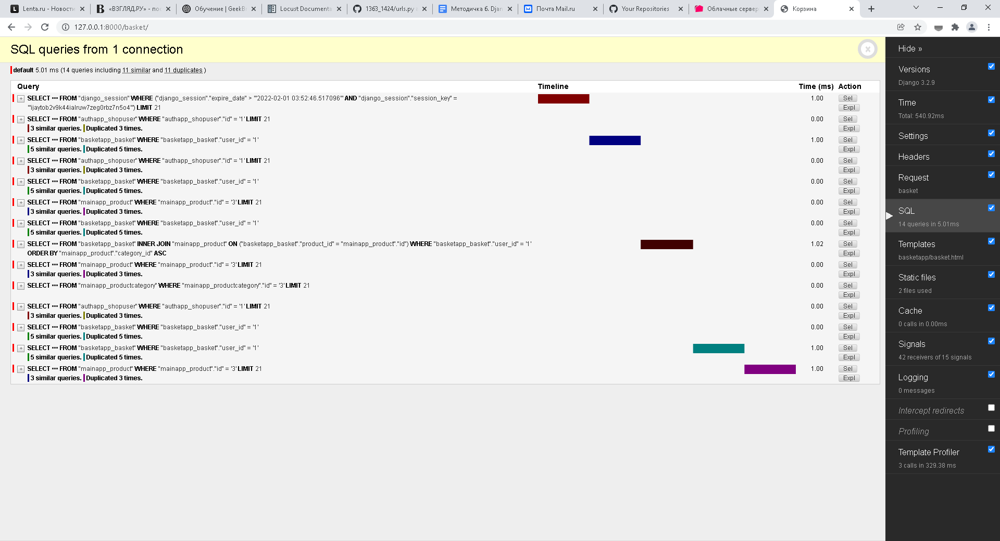 Lenta.ru - Новости
«ВЗГЛЯД.РУ» - пос
Обучение | GeekBr
Locust Documenta
1363_1424/urls.py a
Методичка 6. Djan
Почта Mail.ru
Your Repositories
Облачные сервер
Корзина
127.0.0.1:8000/basket/
SQL queries from 1 connection
default 5.01 ms (14 queries including 11 similar and 11 duplicates )
Query Timeline Time (ms) Action
SELECT ••• FROM "django_session" WHERE ("django_session"."expire_date" > '"2022-02-01 03:52:46.517096"' AND "django_session"."session_key" = 1.00 Sel
'"ijaytob2v9k44ialruw7zeg0rbz7n5o4"') LIMIT 21 Expl
SELECT ••• FROM "authapp_shopuser" WHERE "authapp_shopuser"."id" = '1' LIMIT 21 0.00 Sel
3 similar queries. Duplicated 3 times. Expl
SELECT ••• FROM "basketapp_basket" WHERE "basketapp_basket"."user_id" = '1' 1.00 Sel
5 similar queries. Duplicated 5 times. Expl
SELECT ••• FROM "authapp_shopuser" WHERE "authapp_shopuser"."id" = '1' LIMIT 21 0.00 Sel
3 similar queries. Duplicated 3 times. Expl
SELECT ••• FROM "basketapp_basket" WHERE "basketapp_basket"."user_id" = '1' 0.00 Sel
5 similar queries. Duplicated 5 times. Expl
SELECT ••• FROM "mainapp_product" WHERE "mainapp_product"."id" = '3' LIMIT 21 0.00 Sel
3 similar queries. Duplicated 3 times. Expl
SELECT ••• FROM "basketapp_basket" WHERE "basketapp_basket"."user_id" = '1' 0.00 Sel
5 similar queries. Duplicated 5 times. Expl
SELECT ••• FROM "basketapp_basket" INNER JOIN "mainapp_product" ON ("basketapp_basket"."product_id" = "mainapp_product"."id") WHERE "basketapp_basket"."user_id" = '1' 1.02 Sel
ORDER BY "mainapp_product"."category_id" ASC Expl
SELECT ••• FROM "mainapp_product" WHERE "mainapp_product"."id" = '3' LIMIT 21 0.00 Sel
3 similar queries. Duplicated 3 times. Expl
SELECT ••• FROM "mainapp_productcategory" WHERE "mainapp_productcategory"."id" = '3' LIMIT 21 0.00 Sel
Expl
SELECT ••• FROM "authapp_shopuser" WHERE "authapp_shopuser"."id" = '1' LIMIT 21 0.00 Sel
3 similar queries. Duplicated 3 times. Expl
SELECT ••• FROM "basketapp_basket" WHERE "basketapp_basket"."user_id" = '1' 0.00 Sel
5 similar queries. Duplicated 5 times. Expl
SELECT ••• FROM "basketapp_basket" WHERE "basketapp_basket"."user_id" = '1' 1.00 Sel
5 similar queries. Duplicated 5 times. Expl
SELECT ••• FROM "mainapp_product" WHERE "mainapp_product"."id" = '3' LIMIT 21 1.00 Sel
3 similar queries. Duplicated 3 times. Expl
Hide »
Versions
Django 3.2.9
Time
Total: 540.92ms
Settings
Headers
Request
basket
SQL
14 queries in 5.01ms
Templates
basketapp/basket.html
Static files
2 files used
Cache
0 calls in 0.00ms
Signals
42 receivers of 15 signals
Logging
0 messages
Intercept redirects
Profiling
Template Profiler
3 calls in 329.38 ms